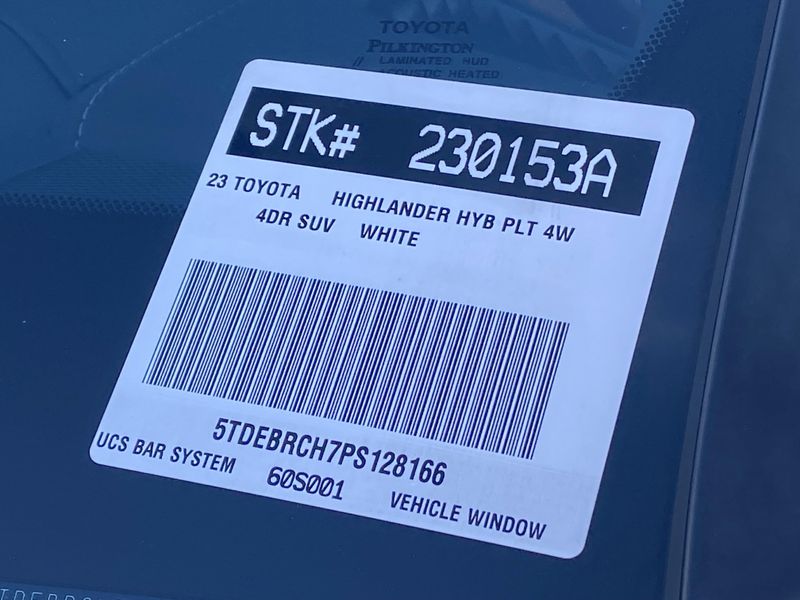 TOYOTA
PILKINGTON
// LAMINATED HUD
ACOUSTIC HEATED
STK# 230153A
23 TOYOTA HIGHLANDER HYB PLT 4W
4DR SUV WHITE
5TDEBRCH7PS128166
UCS BAR SYSTEM 60S001 VEHICLE WINDOW